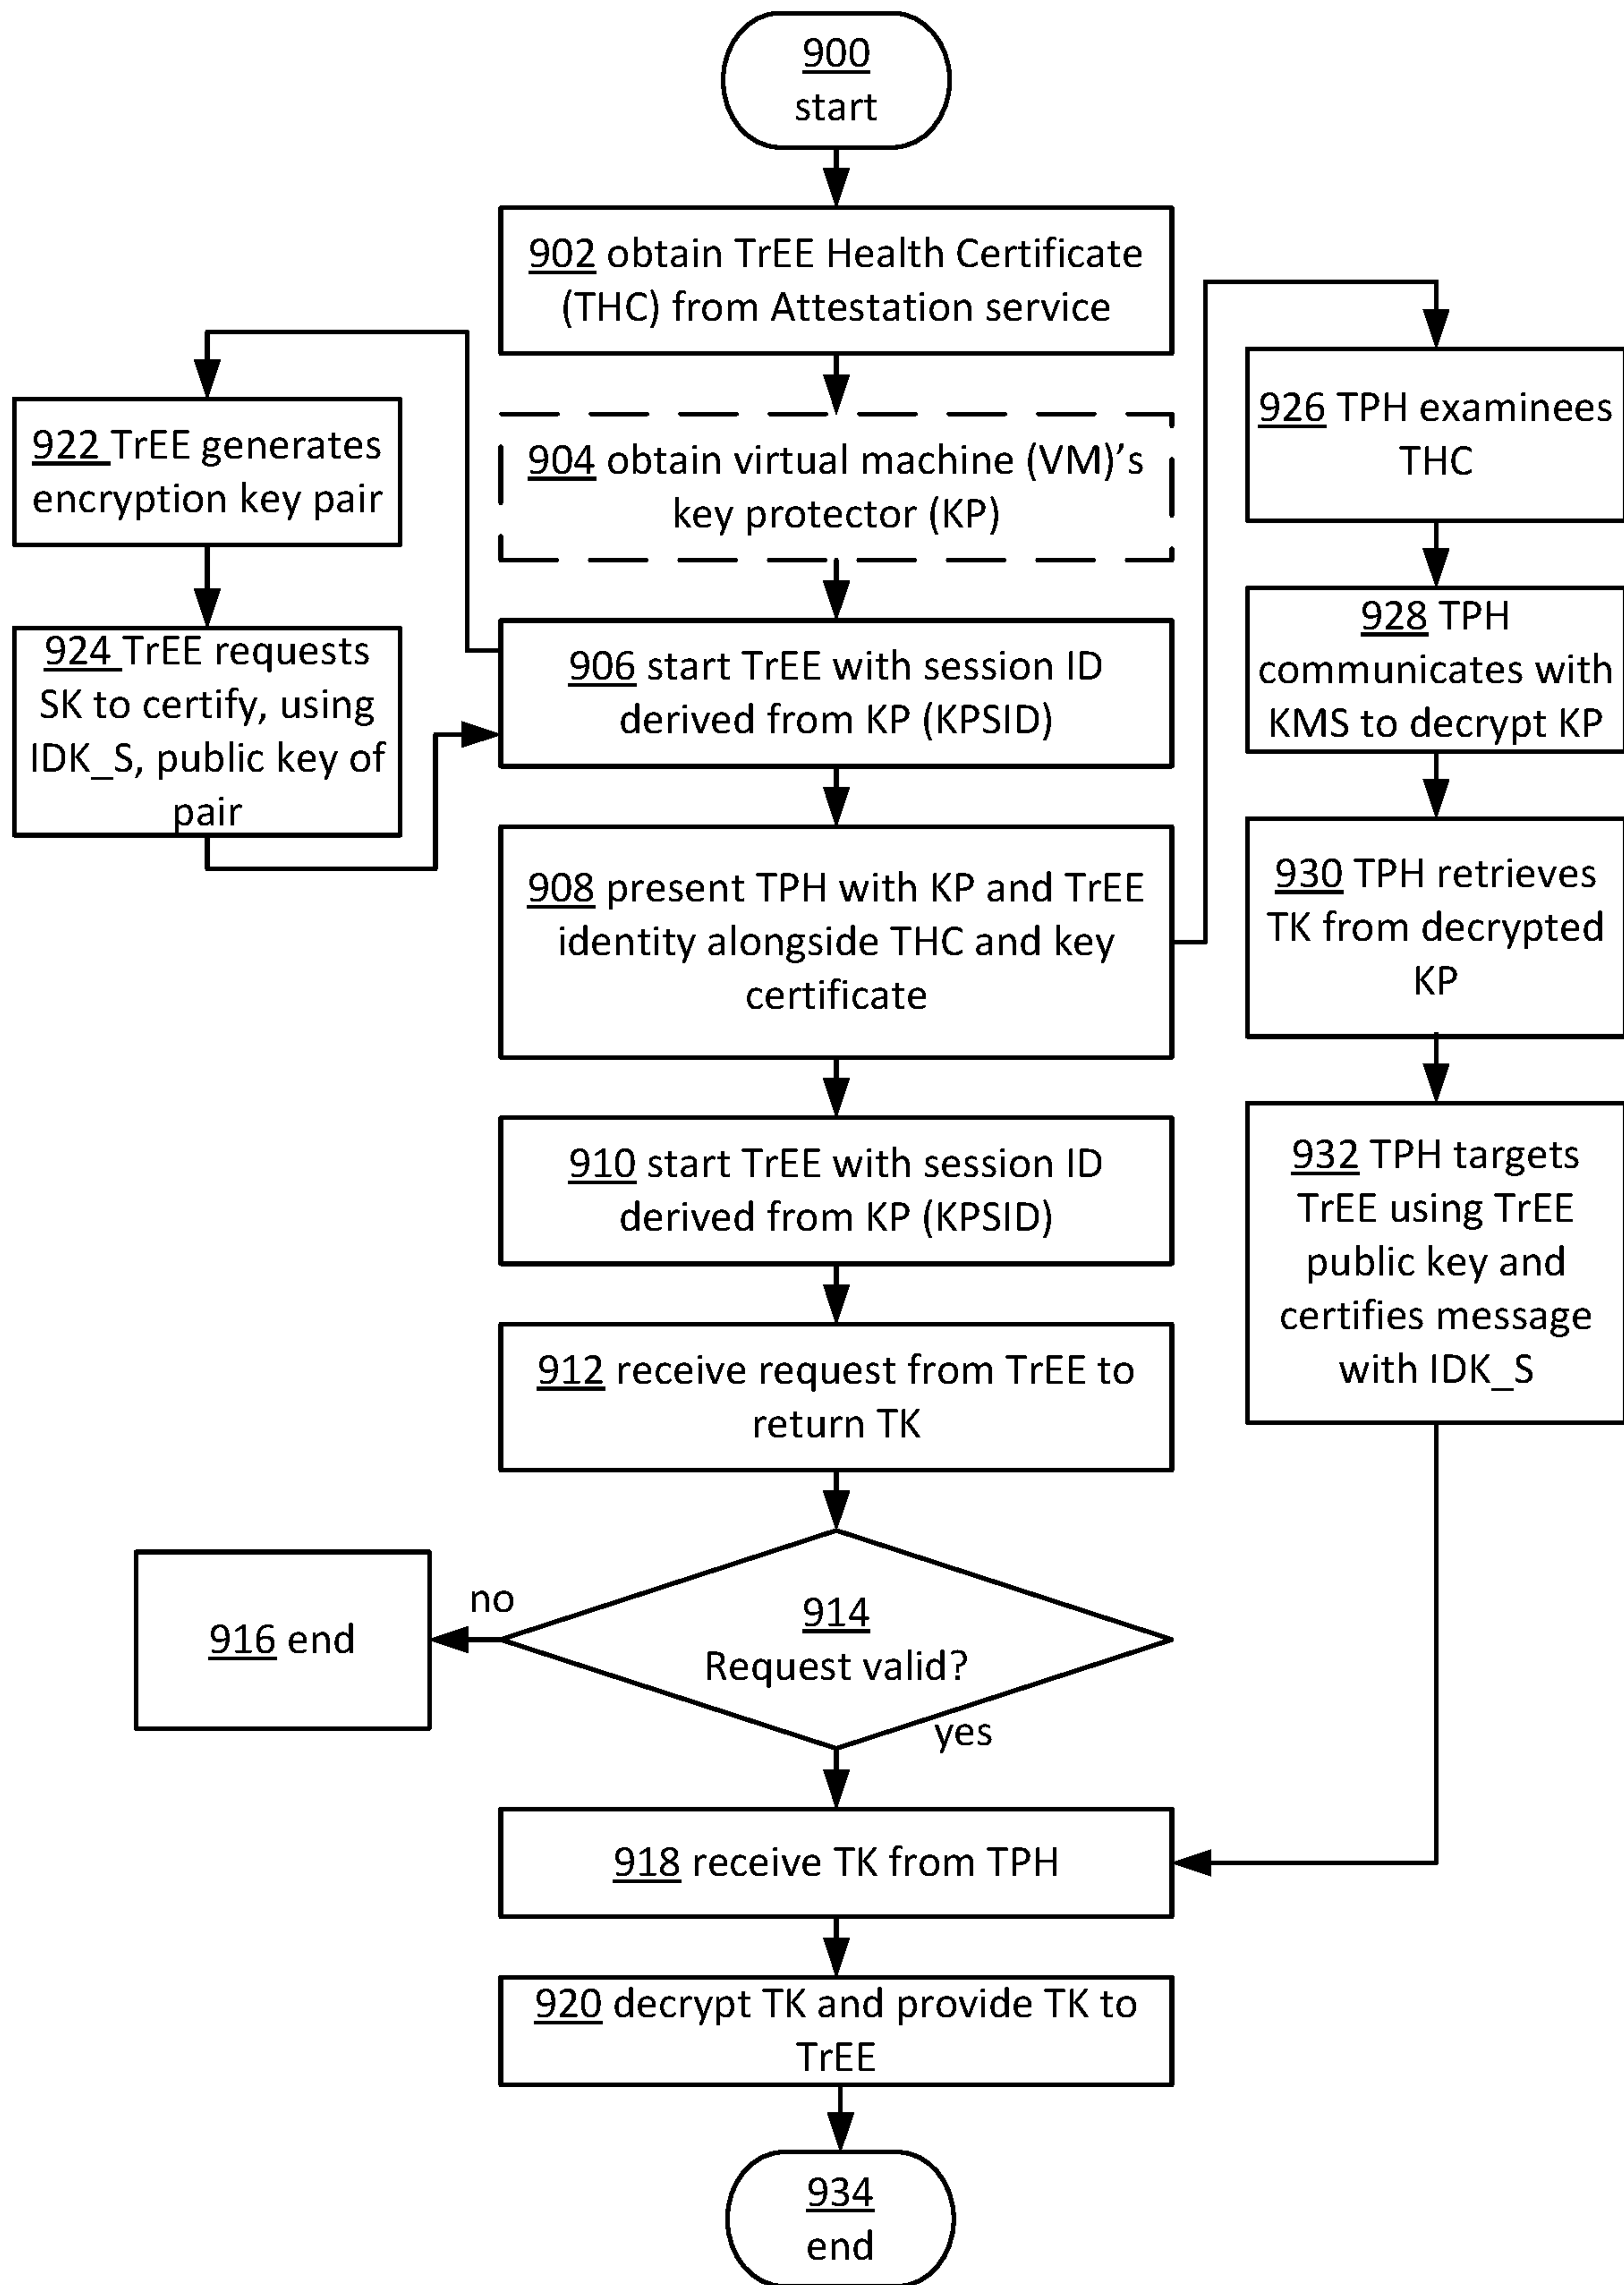 900
start
902 obtain TrEE Health Certificate
(THC) from Attestation service
904 obtain virtual machine (VM)'s
key protector (KP)
922 TrEE generates
encryption key pair
924 TrEE requests
SK to certify, using
IDK_S, public key of
pair
906 start TrEE with session ID
derived from KP (KPSID)
908 present TPH with KP and TrEE
identity alongside THC and key
certificate
926 TPH examinees
THC
928 TPH
communicates with
KMS to decrypt KP
930 TPH retrieves
TK from decrypted
KP
932 TPH targets
TrEE using TrEE
public key and
certifies message
with IDK_S
910 start TrEE with session ID
derived from KP (KPSID)
912 receive request from TrEE to
return TK
914
Request valid?
no
916 end
yes
918 receive TK from TPH
920 decrypt TK and provide TK to
TrEE
934
end